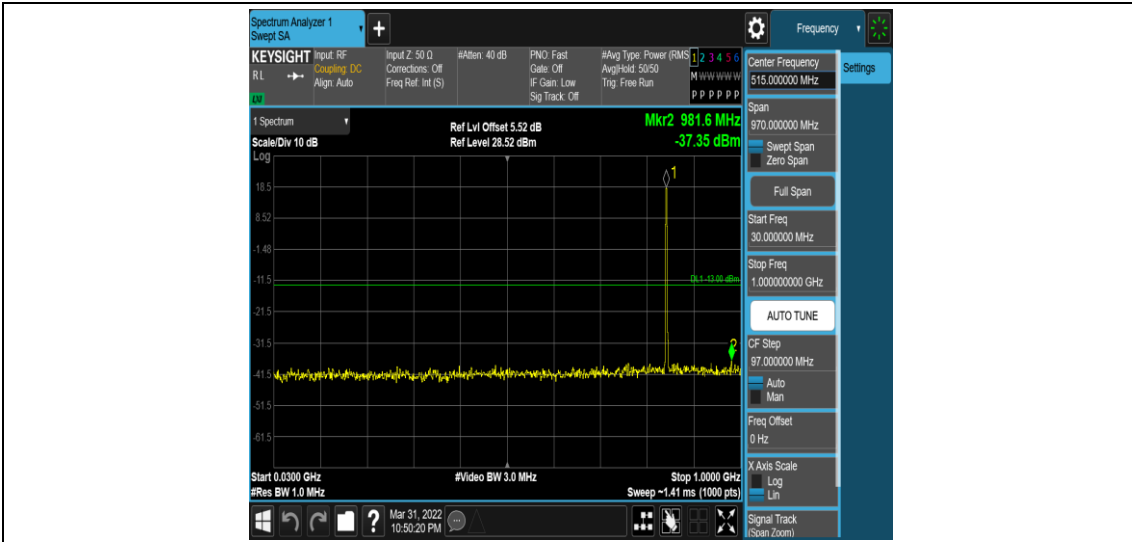 Spectrum Analyzer 1
Swept SA
Frequency
KEYSIGHT
RL
LXI
Input: RF
Coupling: DC
Align: Auto
Input Z: 50 Ω
Corrections: Off
Freq Ref: Int (S)
#Atten: 40 dB
PNO: Fast
Gate: Off
IF Gain: Low
Sig Track: Off
#Avg Type: Power (RMS
Avg|Hold: 50/50
Trig: Free Run
1 2 3 4 5 6
M W W W W W
P P P P P P
1 Spectrum
Scale/Div 10 dB
Log
Ref Lvl Offset 5.52 dB
Ref Level 28.52 dBm
Mkr2 981.6 MHz
-37.35 dBm
1
18.5
8.52
-1.48
-11.5
DL1 -13.00 dBm
-21.5
-31.5
2
-41.5
-51.5
-61.5
Start 0.0300 GHz
#Video BW 3.0 MHz
Stop 1.0000 GHz
#Res BW 1.0 MHz
Sweep ~1.41 ms (1000 pts)
Center Frequency
515.000000 MHz
Settings
Span
970.000000 MHz
Swept Span
Zero Span
Full Span
Start Freq
30.000000 MHz
Stop Freq
1.000000000 GHz
AUTO TUNE
CF Step
97.000000 MHz
Auto
Man
Freq Offset
0 Hz
X Axis Scale
Log
Lin
Signal Track
(Span Zoom)
?
Mar 31, 2022
10:50:20 PM